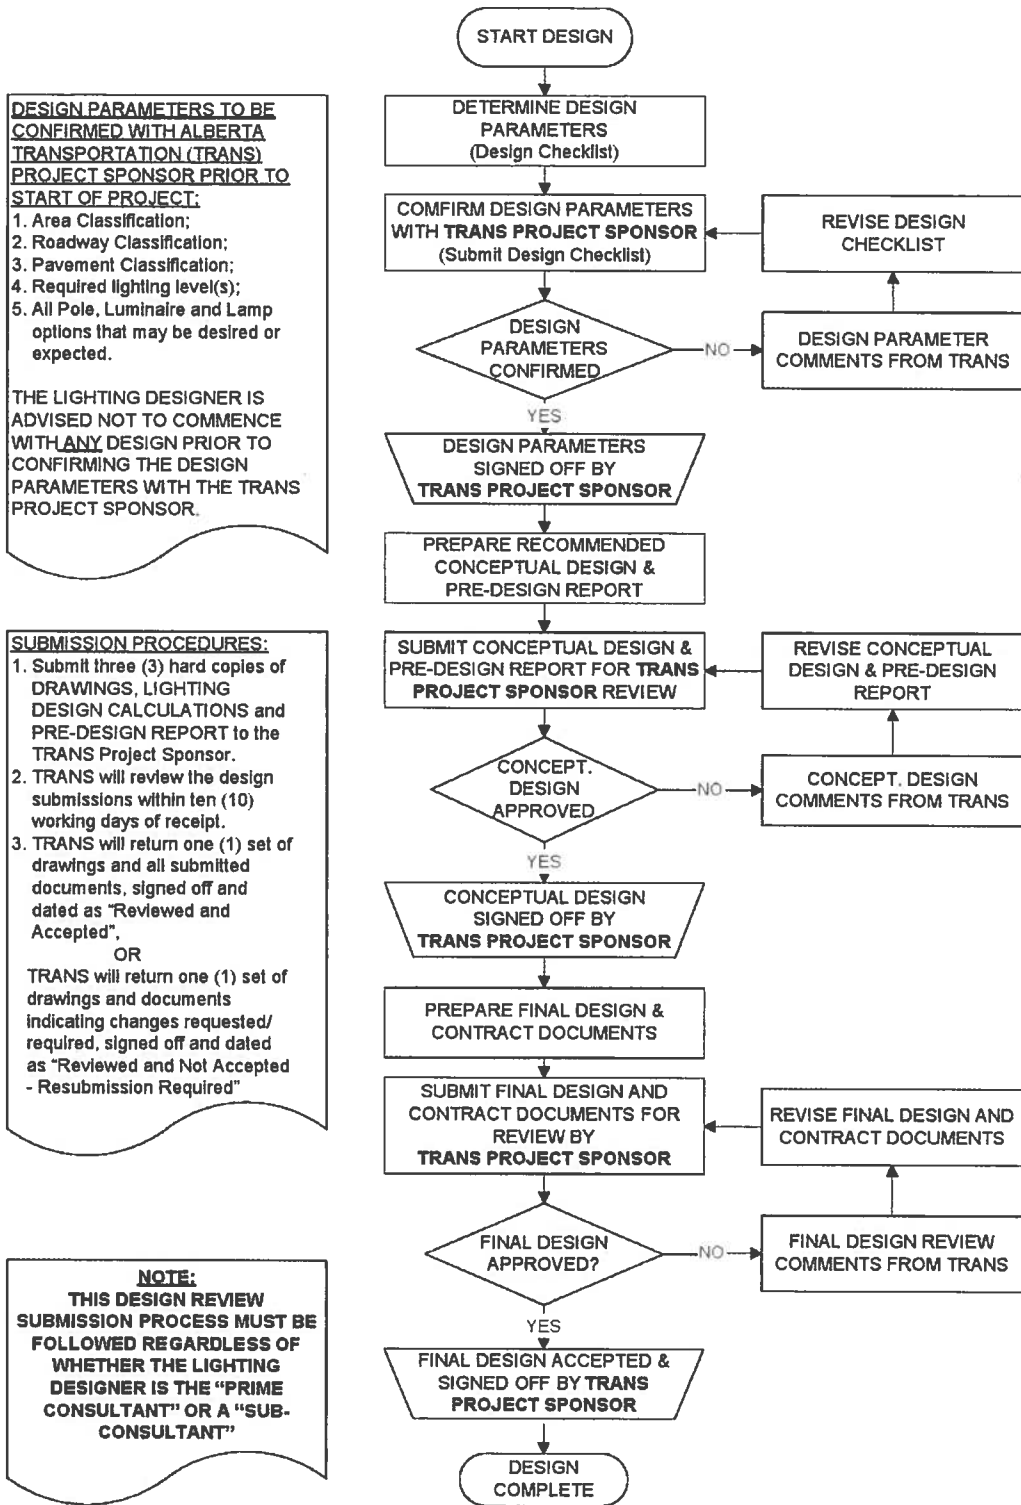 START DESIGN
DETERMINE DESIGN
PARAMETERS
(Design Checklist)
COMFIRM DESIGN PARAMETERS
WITH TRANS PROJECT SPONSOR
(Submit Design Checklist)
REVISE DESIGN
CHECKLIST
DESIGN
PARAMETERS
CONFIRMED
NO
DESIGN PARAMETER
COMMENTS FROM TRANS
YES
DESIGN PARAMETERS
SIGNED OFF BY
TRANS PROJECT SPONSOR
PREPARE RECOMMENDED
CONCEPTUAL DESIGN &
PRE-DESIGN REPORT
SUBMIT CONCEPTUAL DESIGN &
PRE-DESIGN REPORT FOR TRANS
PROJECT SPONSOR REVIEW
REVISE CONCEPTUAL
DESIGN & PRE-DESIGN
REPORT
CONCEPT.
DESIGN
APPROVED
NO
CONCEPT. DESIGN
COMMENTS FROM TRANS
YES
CONCEPTUAL DESIGN
SIGNED OFF BY
TRANS PROJECT SPONSOR
PREPARE FINAL DESIGN &
CONTRACT DOCUMENTS
SUBMIT FINAL DESIGN AND
CONTRACT DOCUMENTS FOR
REVIEW BY
TRANS PROJECT SPONSOR
REVISE FINAL DESIGN AND
CONTRACT DOCUMENTS
FINAL DESIGN
APPROVED?
NO
FINAL DESIGN REVIEW
COMMENTS FROM TRANS
YES
FINAL DESIGN ACCEPTED &
SIGNED OFF BY TRANS
PROJECT SPONSOR
DESIGN
COMPLETE
DESIGN PARAMETERS TO BE
CONFIRMED WITH ALBERTA
TRANSPORTATION (TRANS)
PROJECT SPONSOR PRIOR TO
START OF PROJECT:
1. Area Classification;
2. Roadway Classification;
3. Pavement Classification;
4. Required lighting level(s);
5. All Pole, Luminaire and Lamp
options that may be desired or
expected.
THE LIGHTING DESIGNER IS
ADVISED NOT TO COMMENCE
WITH ANY DESIGN PRIOR TO
CONFIRMING THE DESIGN
PARAMETERS WITH THE TRANS
PROJECT SPONSOR.
SUBMISSION PROCEDURES:
1. Submit three (3) hard copies of
DRAWINGS, LIGHTING
DESIGN CALCULATIONS and
PRE-DESIGN REPORT to the
TRANS Project Sponsor.
2. TRANS will review the design
submissions within ten (10)
working days of receipt.
3. TRANS will return one (1) set of
drawings and all submitted
documents, signed off and
dated as "Reviewed and
Accepted",
OR
TRANS will return one (1) set of
drawings and documents
indicating changes requested/
required, signed off and dated
as "Reviewed and Not Accepted
- Resubmission Required"
NOTE:
THIS DESIGN REVIEW
SUBMISSION PROCESS MUST BE
FOLLOWED REGARDLESS OF
WHETHER THE LIGHTING
DESIGNER IS THE "PRIME
CONSULTANT" OR A "SUB-
CONSULTANT"